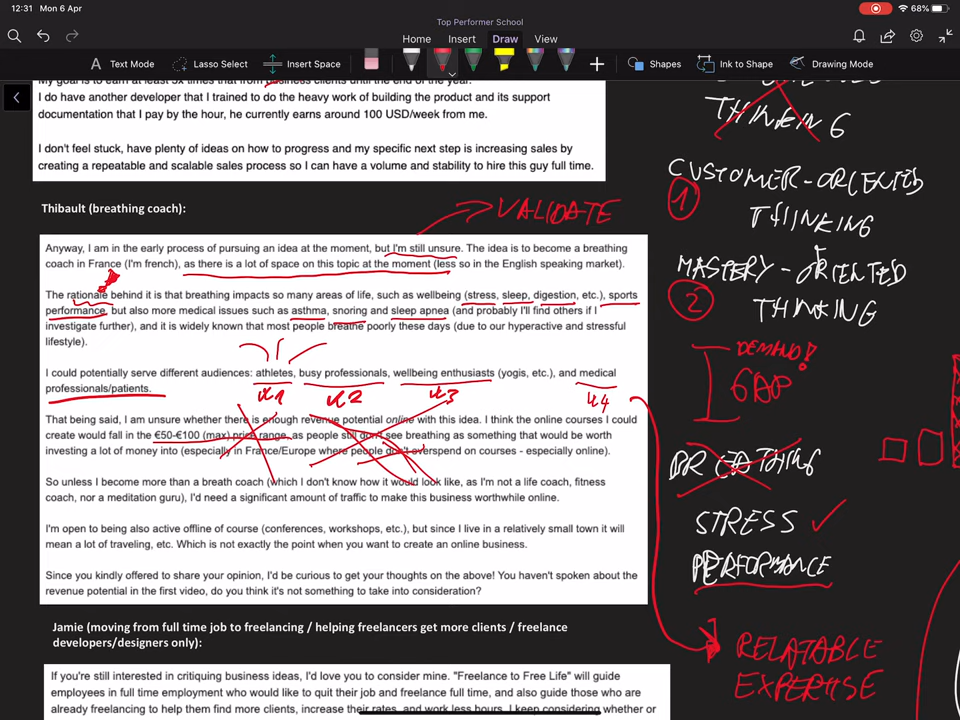 12:31 Mon 6 Apr
68%
Top Performer School
Home Insert Draw View
Text Mode Lasso Select Insert Space Shapes Ink to Shape Drawing Mode
My goal is to earn at least 5x times that from business clients until the end of the year.
I do have another developer that I trained to do the heavy work of building the product and its support
documentation that I pay by the hour, he currently earns around 100 USD/week from me.
I don't feel stuck, have plenty of ideas on how to progress and my specific next step is increasing sales by
creating a repeatable and scalable sales process so I can have a volume and stability to hire this guy full time.
Thibault (breathing coach):
VALIDATE
Anyway, I am in the early process of pursuing an idea at the moment, but I'm still unsure. The idea is to become a breathing
coach in France (I'm french), as there is a lot of space on this topic at the moment (less so in the English speaking market).
The rationale behind it is that breathing impacts so many areas of life, such as wellbeing (stress, sleep, digestion, etc.), sports
performance, but also more medical issues such as asthma, snoring and sleep apnea (and probably I'll find others if I
investigate further), and it is widely known that most people breathe poorly these days (due to our hyperactive and stressful
lifestyle).
I could potentially serve different audiences: athletes, busy professionals, wellbeing enthusiasts (yogis, etc.), and medical
professionals/patients.
x1 x2 x3 x4
That being said, I am unsure whether there is enough revenue potential online with this idea. I think the online courses I could
create would fall in the €50-€100 (max) price range, as people still don't see breathing as something that would be worth
investing a lot of money into (especially in France/Europe where people don't overspend on courses - especially online).
So unless I become more than a breath coach (which I don't know how it would look like, as I'm not a life coach, fitness
coach, nor a meditation guru), I'd need a significant amount of traffic to make this business worthwhile online.
I'm open to being also active offline of course (conferences, workshops, etc.), but since I live in a relatively small town it will
mean a lot of traveling, etc. Which is not exactly the point when you want to create an online business.
Since you kindly offered to share your opinion, I'd be curious to get your thoughts on the above! You haven't spoken about the
revenue potential in the first video, do you think it's not something to take into consideration?
Jamie (moving from full time job to freelancing / helping freelancers get more clients / freelance
developers/designers only):
If you're still interested in critiquing business ideas, I'd love you to consider mine. "Freelance to Free Life" will guide
employees in full time employment who would like to quit their job and freelance full time, and also guide those who are
already freelancing to help them find more clients, increase their rates, and work less hours. I keep considering whether or
THINKING
CUSTOMER-ORIENTED
1
THINKING
MASTERY-ORIENTED
2
THINKING
DEMAND!
GAP
BREATHING
STRESS
PERFORMANCE
RELATABLE
EXPERTISE